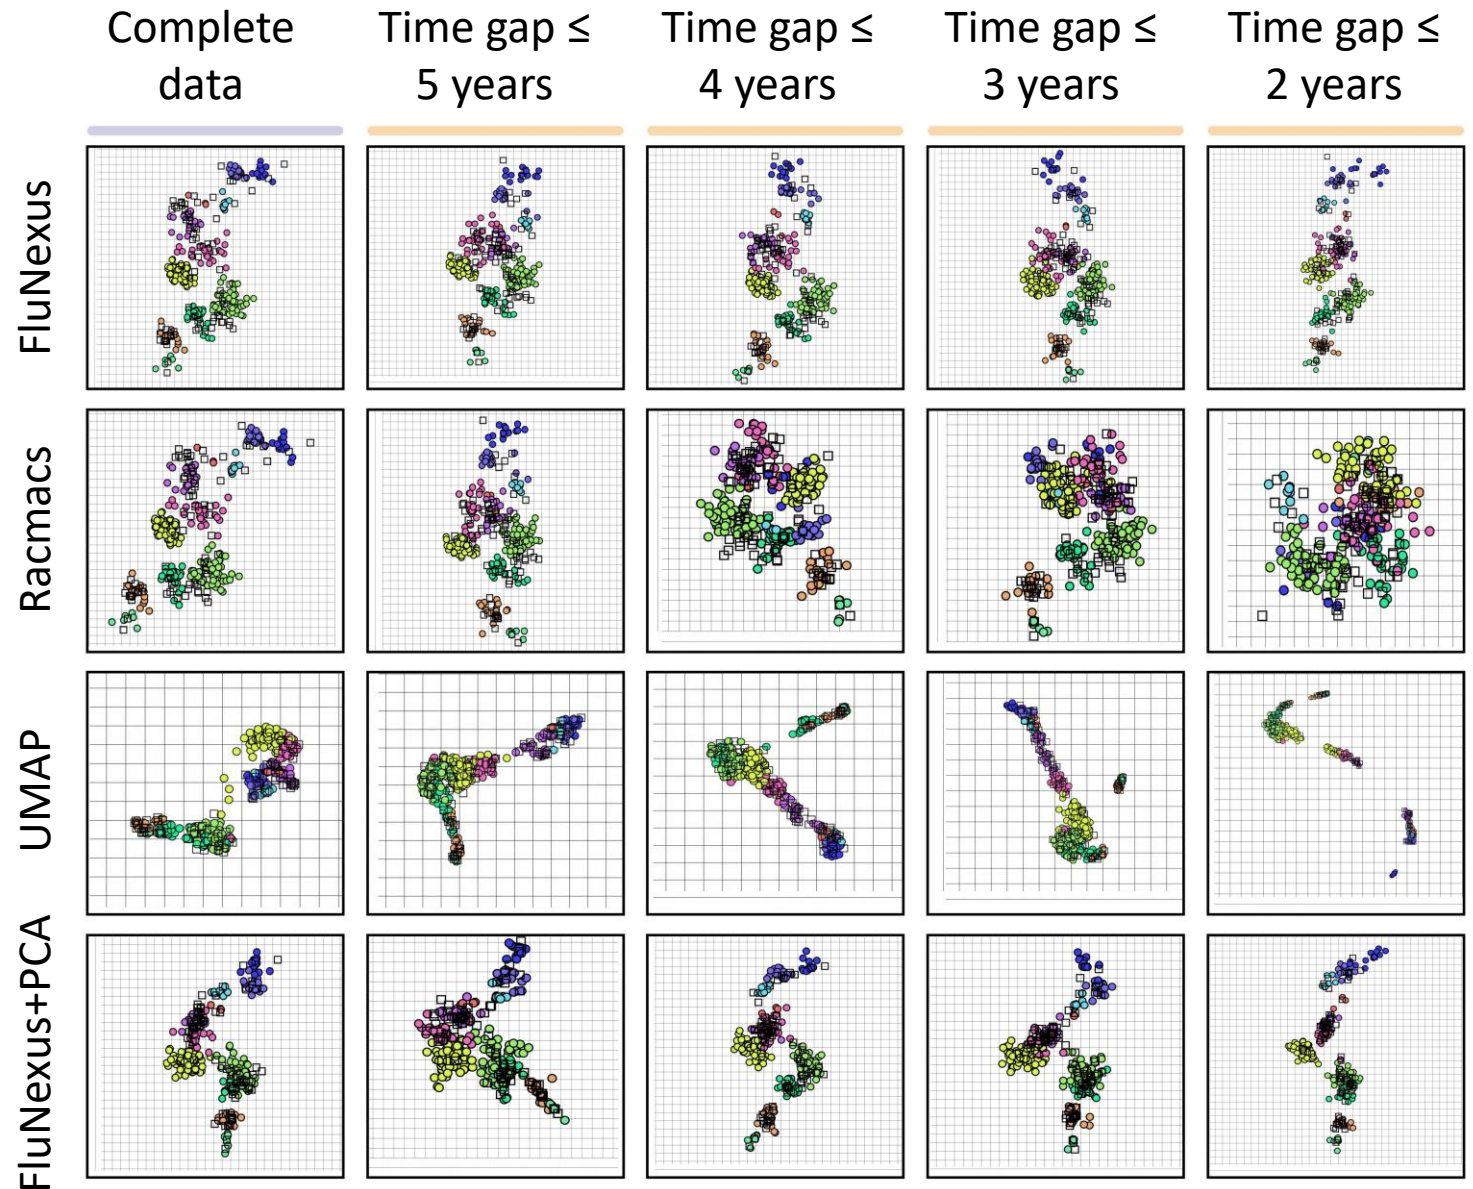 Complete
data
Time gap ≤
5 years
Time gap ≤
4 years
Time gap ≤
3 years
Time gap ≤
2 years
FluNexus
Racmacs
UMAP
FluNexus+PCA